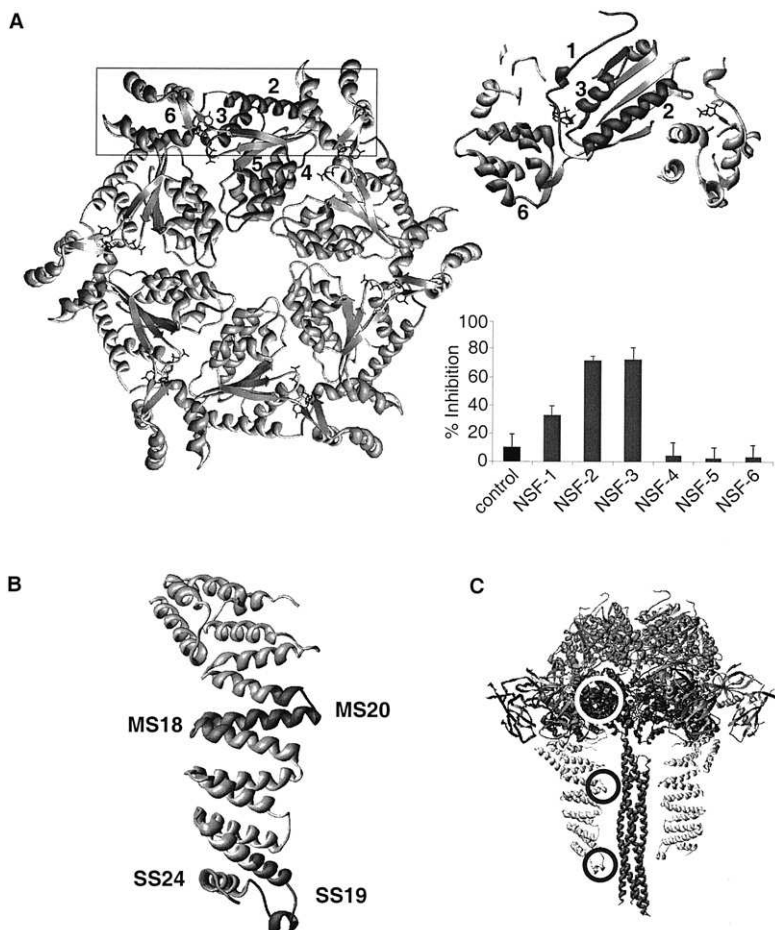 A
1
2
3
6
5
4
3
2
6
% Inhibition
100
80
60
40
20
0
control
NSF-1
NSF-2
NSF-3
NSF-4
NSF-5
NSF-6
B
C
MS18
MS20
SS24
SS19